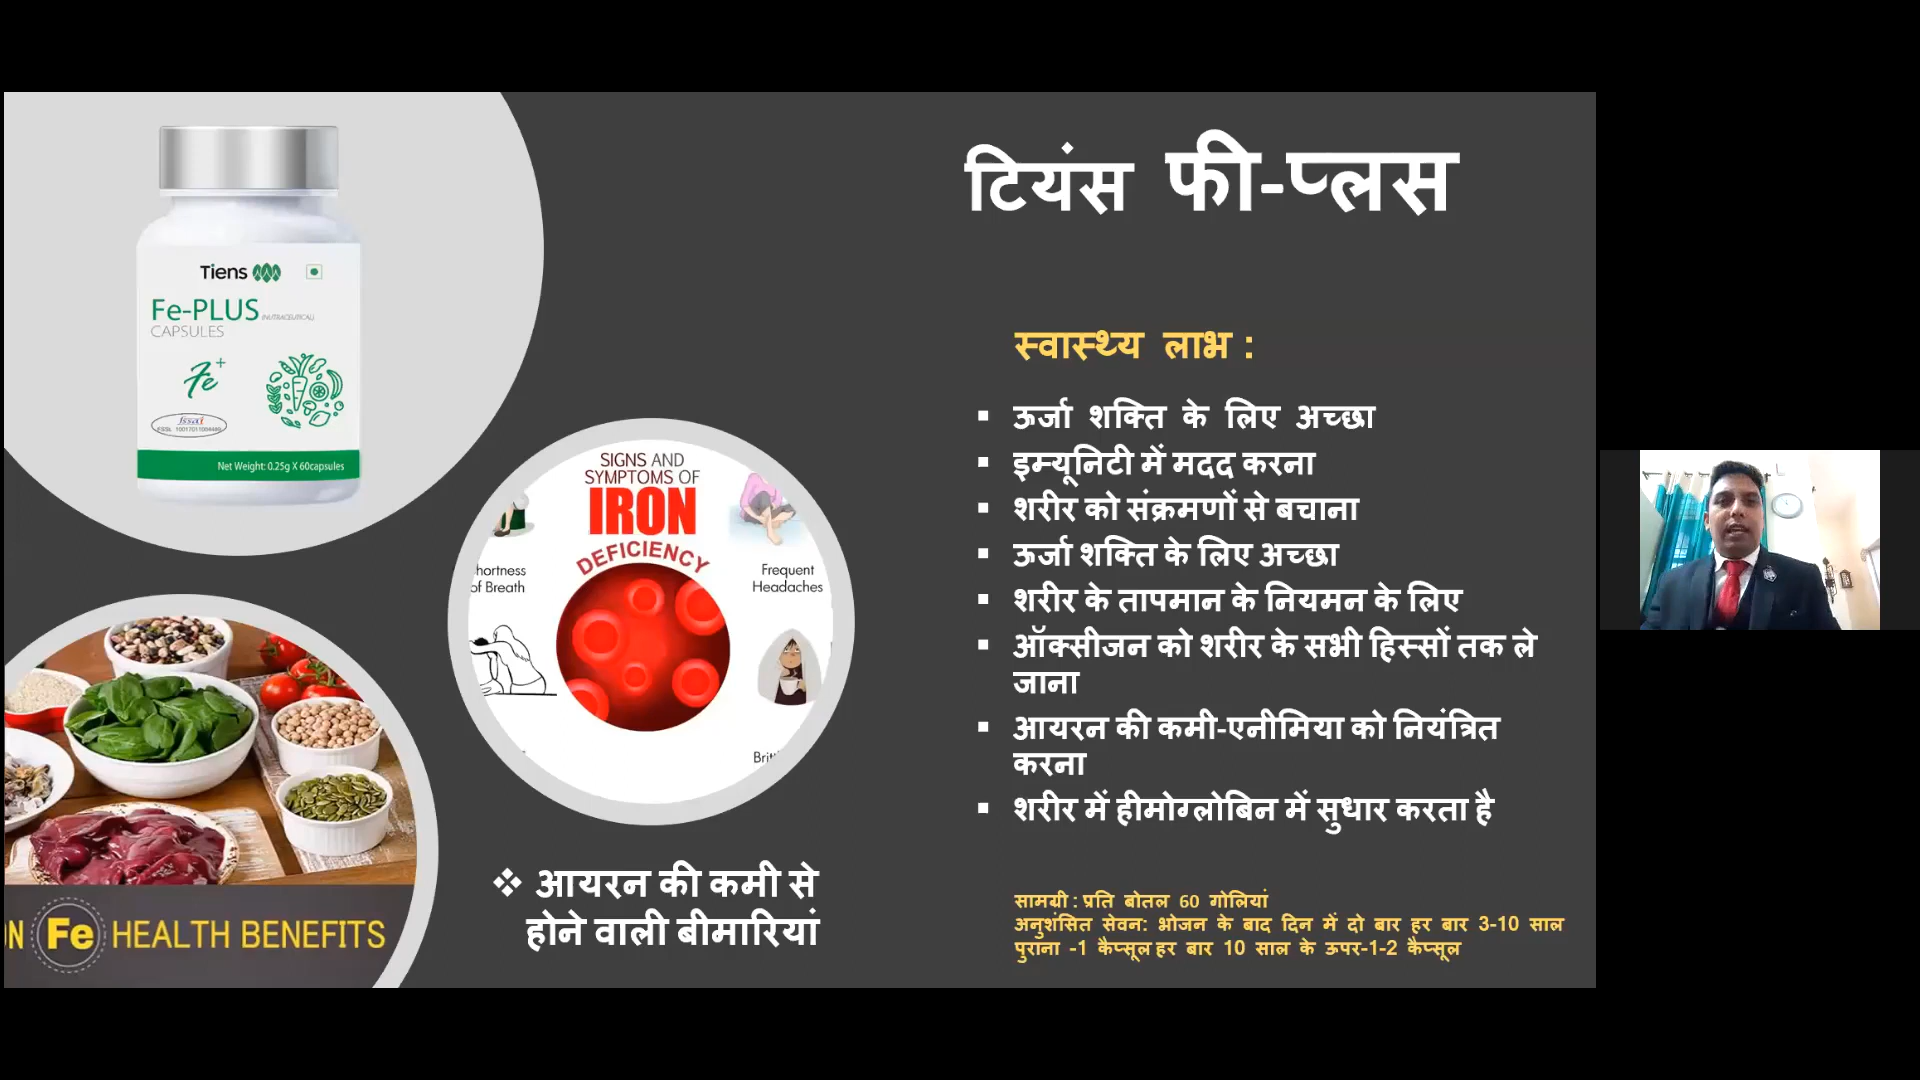 टियंस फी-प्लस
Tiens
Fe-PLUS (NUTRACEUTICAL)
CAPSULES
Fe+
fssai
Net Weight: 0.25g X 60capsules
स्वास्थ्य लाभ :
ऊर्जा शक्ति के लिए अच्छा
इम्यूनिटी में मदद करना
शरीर को संक्रमणों से बचाना
ऊर्जा शक्ति के लिए अच्छा
शरीर के तापमान के नियमन के लिए
ऑक्सीजन को शरीर के सभी हिस्सों तक ले
जाना
आयरन की कमी-एनीमिया को नियंत्रित
करना
शरीर में हीमोग्लोबिन में सुधार करता है
SIGNS AND
SYMPTOMS OF
IRON
DEFICIENCY
hortness
of Breath
Frequent
Headaches
Brit
❖ आयरन की कमी से
होने वाली बीमारियां
N Fe HEALTH BENEFITS
सामग्री : प्रति बोतल 60 गोलियां
अनुशंसित सेवन: भोजन के बाद दिन में दो बार हर बार 3-10 साल
पुराना -1 कैप्सूल हर बार 10 साल के ऊपर-1-2 कैप्सूल